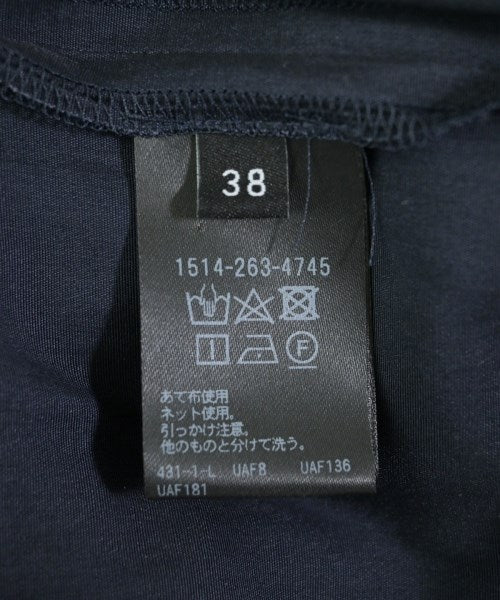 38
1514-263-4745
F
あて布使用
ネット使用。
引っかけ注意。
他のものと分けて洗う。
431-1-L UAF8 UAF136
UAF181